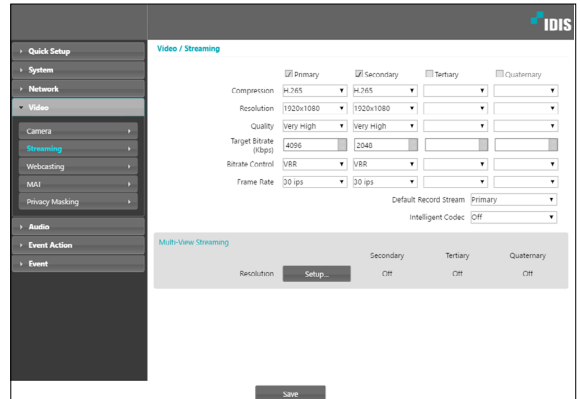 IDIS
Quick Setup
System
Network
Video
Camera
Streaming
Webcasting
MAT
Privacy Masking
Audio
Event Action
Event
Video / Streaming
Primary Secondary Tertiary Quaternary
Compression H.265 H.265
Resolution 1920x1080 1920x1080
Quality Very High Very High
Target Bitrate
(Kbps) 4096 2048
Bitrate Control VBR VBR
Frame Rate 30 ips 30 ips
Default Record Stream Primary
Intelligent Codec Off
Multi-View Streaming
Secondary Tertiary Quaternary
Resolution Setup... Off Off Off
Save